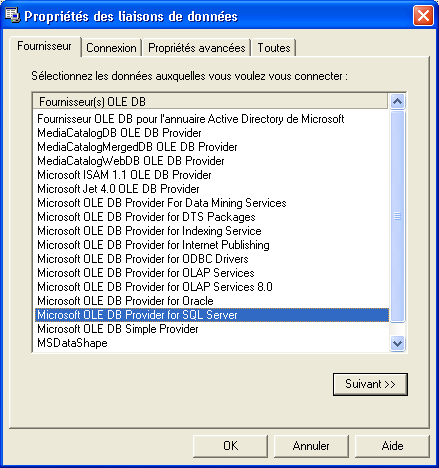 Propriétés des liaisons de données
Fournisseur Connexion Propriétés avancées Toutes
Sélectionnez les données auxquelles vous voulez vous connecter :
Fournisseur(s) OLE DB
Fournisseur OLE DB pour l'annuaire Active Directory de Microsoft
MediaCatalogDB OLE DB Provider
MediaCatalogMergedDB OLE DB Provider
MediaCatalogWebDB OLE DB Provider
Microsoft ISAM 1.1 OLE DB Provider
Microsoft Jet 4.0 OLE DB Provider
Microsoft OLE DB Provider For Data Mining Services
Microsoft OLE DB Provider for DTS Packages
Microsoft OLE DB Provider for Indexing Service
Microsoft OLE DB Provider for Internet Publishing
Microsoft OLE DB Provider for ODBC Drivers
Microsoft OLE DB Provider for OLAP Services
Microsoft OLE DB Provider for OLAP Services 8.0
Microsoft OLE DB Provider for Oracle
Microsoft OLE DB Provider for SQL Server
Microsoft OLE DB Simple Provider
MSDataShape
Suivant >>
OK Annuler Aide